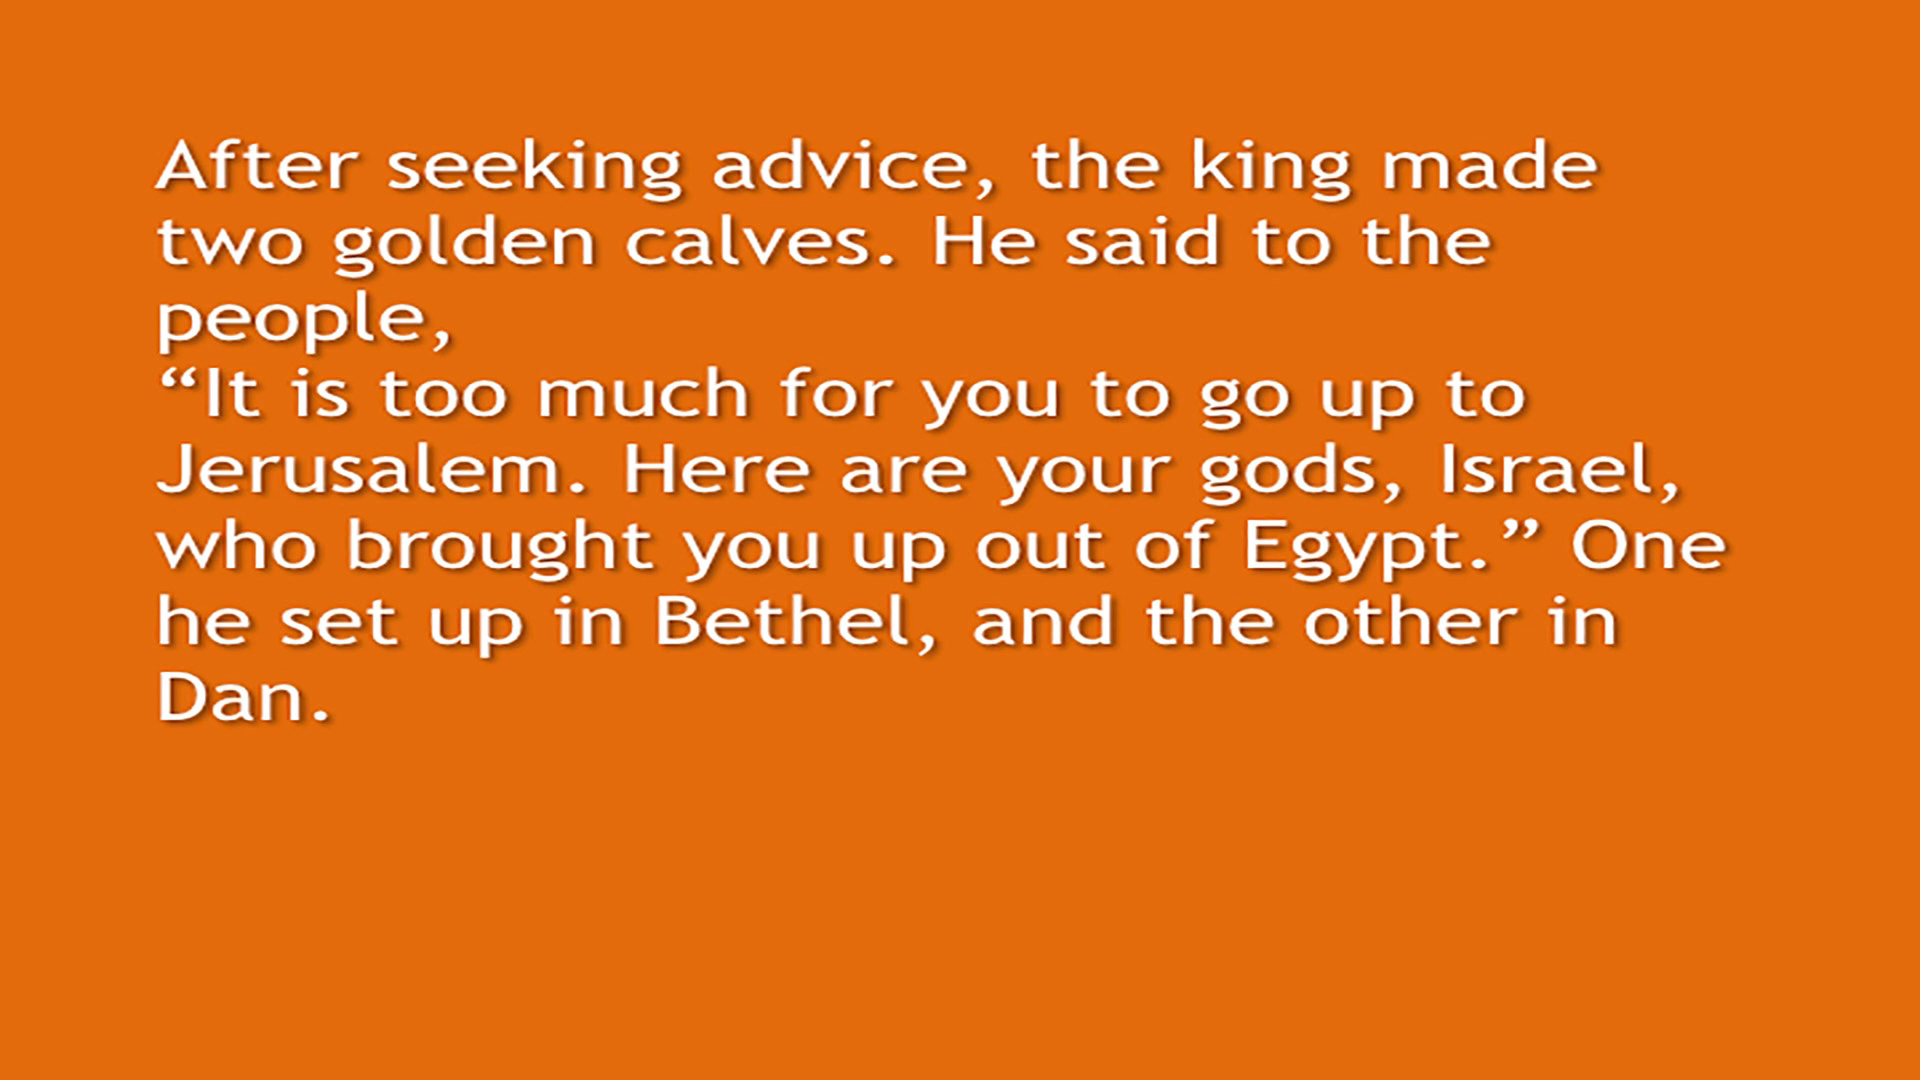 After seeking advice, the king made
two golden calves. He said to the
people,
“It is too much for you to go up to
Jerusalem. Here are your gods, Israel,
who brought you up out of Egypt.” One
he set up in Bethel, and the other in
Dan.